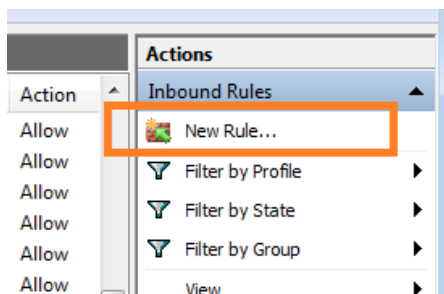 Actions
Action
Inbound Rules
Allow
New Rule...
Allow
Filter by Profile
Allow
Filter by State
Allow
Allow
Filter by Group
Allow
View